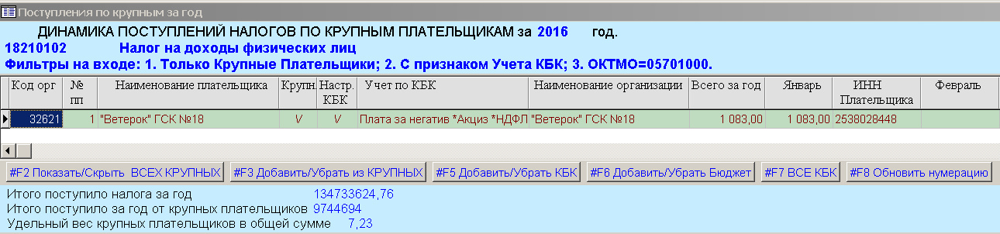 Поступления по крупным за год
ДИНАМИКА ПОСТУПЛЕНИЙ НАЛОГОВ ПО КРУПНЫМ ПЛАТЕЛЬЩИКАМ за 2016 год.
18210102 Налог на доходы физических лиц
Фильтры на входе: 1. Только Крупные Плательщики; 2. С признаком Учета КБК; 3. ОКТМО=05701000.
Код орг № пп Наименование плательщика Крупн. Настр. КБК Учет по КБК Наименование организации Всего за год Январь ИНН Плательщика Февраль
32621 1 "Ветерок" ГСК №18 V V Плата за негатив *Акциз *НДФЛ "Ветерок" ГСК №18 1 083,00 1 083,00 2538028448
#F2 Показать/Скрыть ВСЕХ КРУПНЫХ #F3 Добавить/Убрать из КРУПНЫХ #F5 Добавить/Убрать КБК #F6 Добавить/Убрать Бюджет #F7 ВСЕ КБК #F8 Обновить нумерацию
Итого поступило налога за год 134733624,76
Итого поступило за год от крупных плательщиков 9744694
Удельный вес крупных плательщиков в общей сумме 7,23